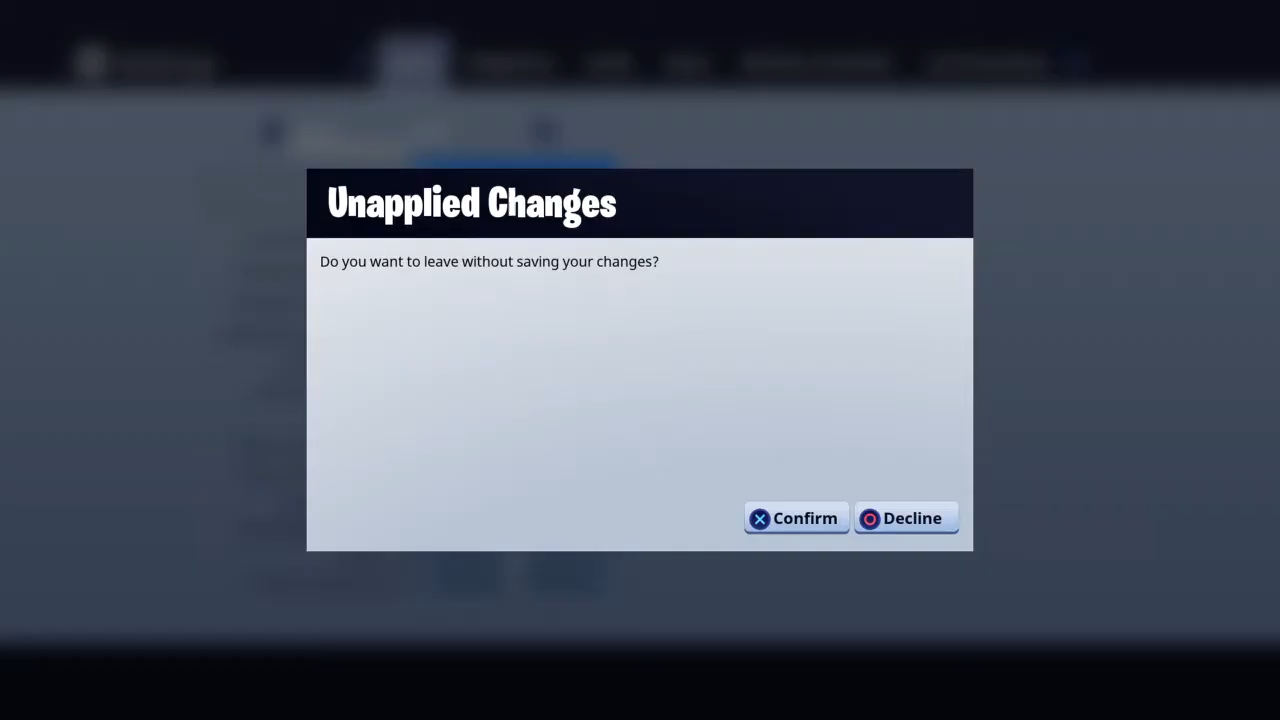 Unapplied Changes
Do you want to leave without saving your changes?
Confirm
Decline